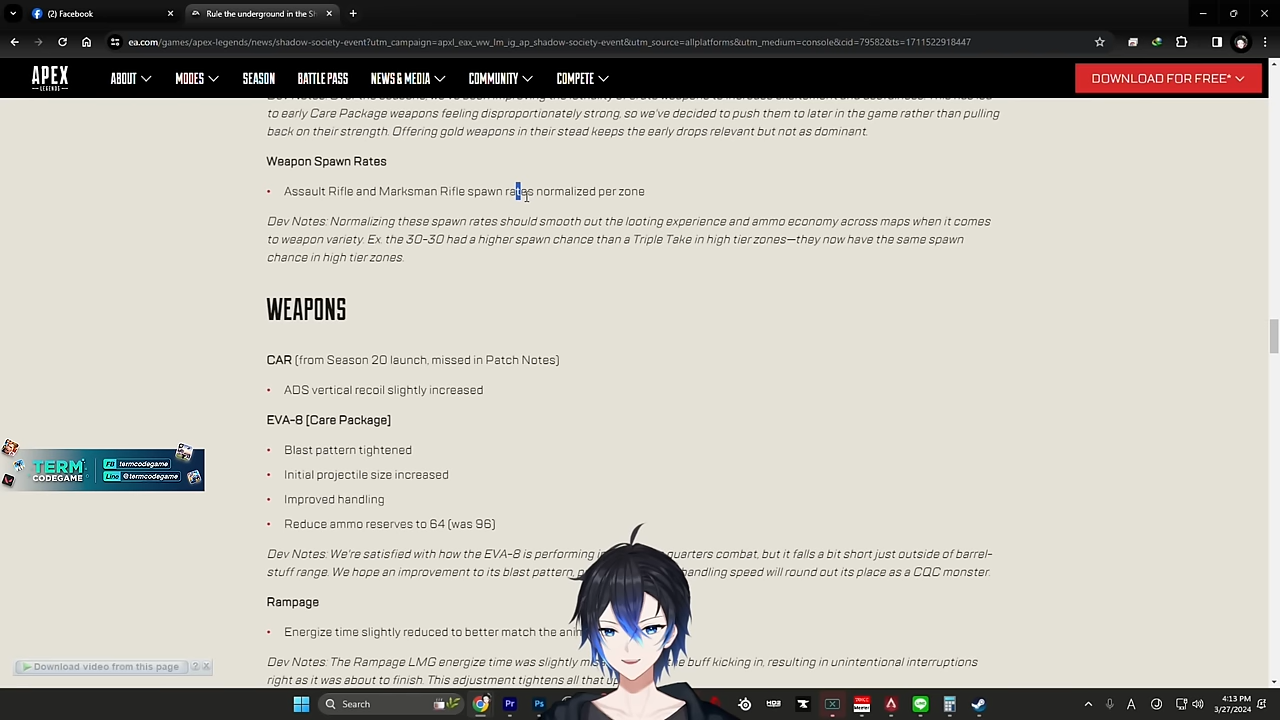 (Facebook)
Rule the underground in the Sh
ea.com/games/apex-legends/news/shadow-society-event?utm_campaign=apxl_eax_ww_lm_ig_ap_shadow-society-event&utm_source=allplatforms&utm_medium=console&cid=79582&ts=1711522918447
APEX
LEGENDS
ABOUT
MODES
SEASON
BATTLE PASS
NEWS & MEDIA
COMMUNITY
COMPETE
DOWNLOAD FOR FREE*
to early Care Package weapons feeling disproportionately strong, so we've decided to push them to later in the game rather than pulling
back on their strength. Offering gold weapons in their stead keeps the early drops relevant but not as dominant.
Weapon Spawn Rates
• Assault Rifle and Marksman Rifle spawn rates normalized per zone
Dev Notes: Normalizing these spawn rates should smooth out the looting experience and ammo economy across maps when it comes
to weapon variety. Ex. the 30-30 had a higher spawn chance than a Triple Take in high tier zones—they now have the same spawn
chance in high tier zones.
WEAPONS
CAR (from Season 20 launch, missed in Patch Notes)
• ADS vertical recoil slightly increased
EVA-8 [Care Package]
• Blast pattern tightened
• Initial projectile size increased
• Improved handling
• Reduce ammo reserves to 64 (was 96)
TERM
CODEGAME
FB termcodegame
Line @termcodegame
Dev Notes: We're satisfied with how the EVA-8 is performing in quarters combat, but it falls a bit short just outside of barrel-
stuff range. We hope an improvement to its blast pattern, handling speed will round out its place as a CQC monster.
Rampage
• Energize time slightly reduced to better match the
Dev Notes: The Rampage LMG energize time was slightly the buff kicking in, resulting in unintentional interruptions
right as it was about to finish. This adjustment tightens all that
Download video from this page ? X
Search
4:13 PM
3/27/2024